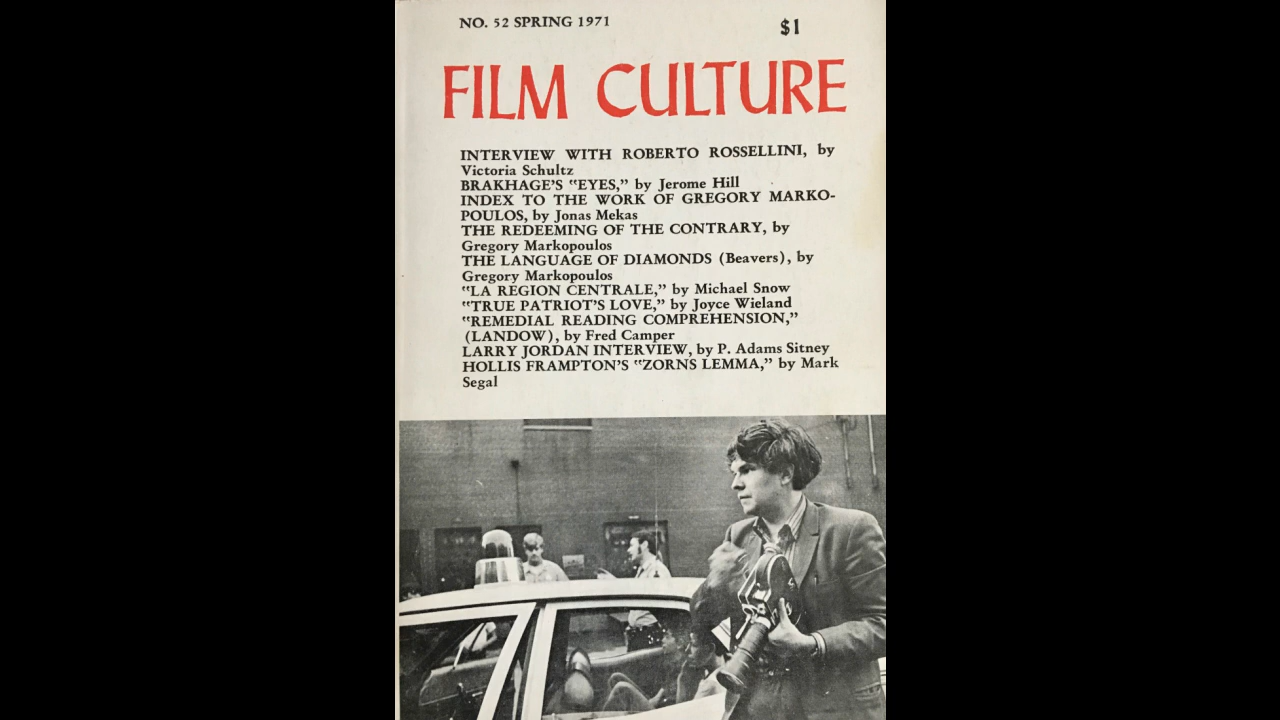 NO. 52 SPRING 1971
$1
FILM CULTURE
INTERVIEW WITH ROBERTO ROSSELLINI, by
Victoria Schultz
BRAKHAGE'S "EYES," by Jerome Hill
INDEX TO THE WORK OF GREGORY MARKO-
POULOS, by Jonas Mekas
THE REDEEMING OF THE CONTRARY, by
Gregory Markopoulos
THE LANGUAGE OF DIAMONDS (Beavers), by
Gregory Markopoulos
"LA REGION CENTRALE," by Michael Snow
"TRUE PATRIOT'S LOVE," by Joyce Wieland
"REMEDIAL READING COMPREHENSION,"
(LANDOW), by Fred Camper
LARRY JORDAN INTERVIEW, by P. Adams Sitney
HOLLIS FRAMPTON'S "ZORNS LEMMA," by Mark
Segal